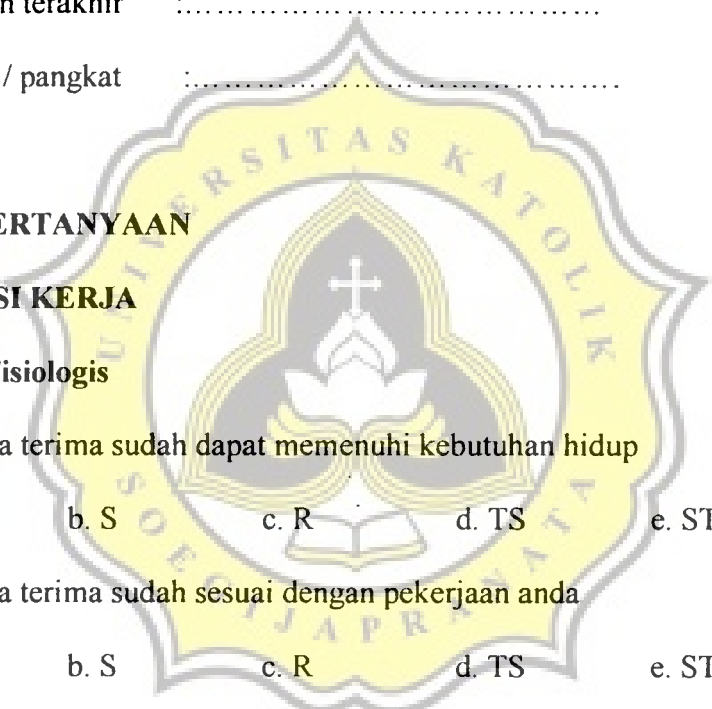 n terakhir :……………………………………
/ pangkat :……………………………………
UNIVERSITAS KATOLIK
ERTANYAAN
SI KERJA
isiologis
a terima sudah dapat memenuhi kebutuhan hidup
b. S c. R d. TS e. ST
a terima sudah sesuai dengan pekerjaan anda
b. S c. R d. TS e. ST
SOEGIJAPRANATA